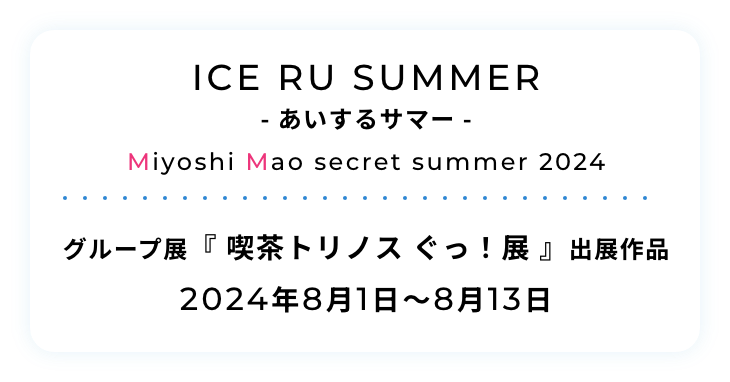 ICE RU SUMMER
- あいするサマー -
Miyoshi Mao secret summer 2024
グループ展『 喫茶トリノス ぐっ！展 』出展作品
2024年8月1日〜8月13日